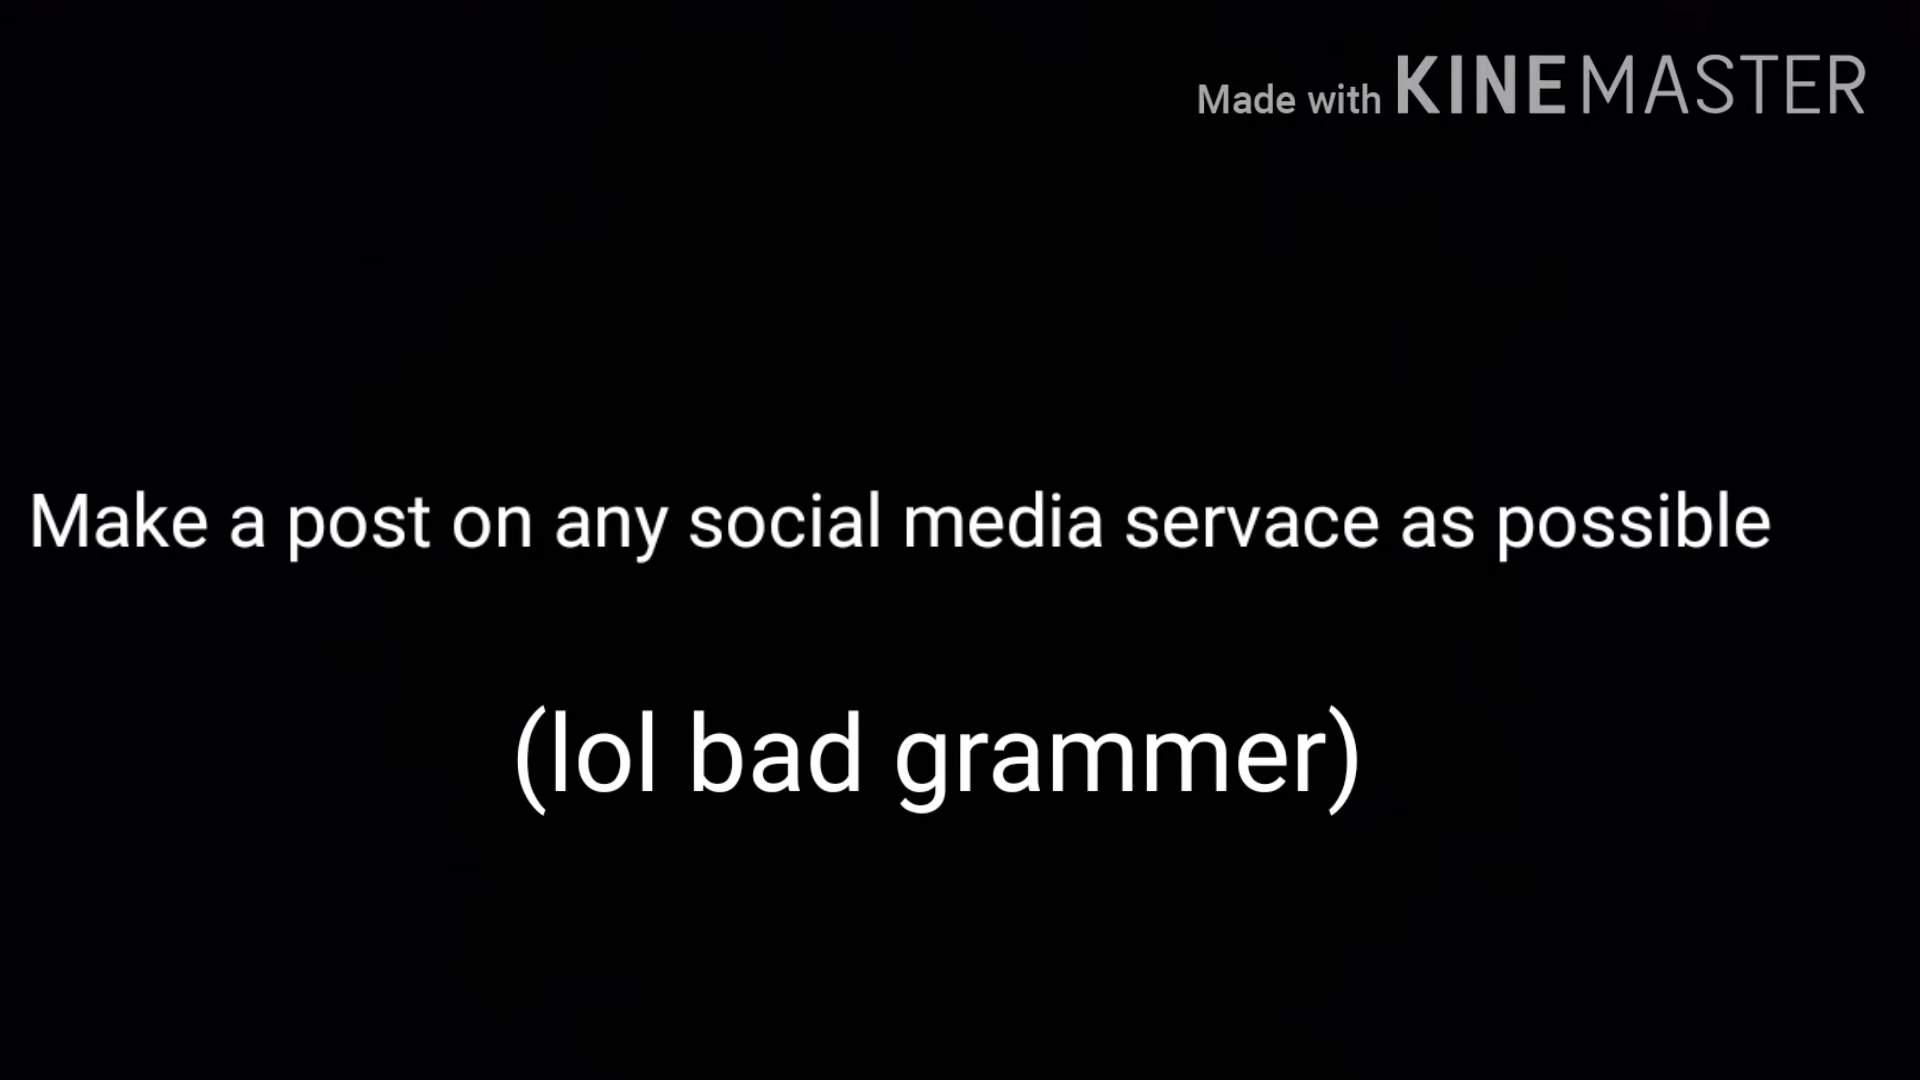 Made with KINEMASTER
Make a post on any social media servace as possible
(lol bad grammer)